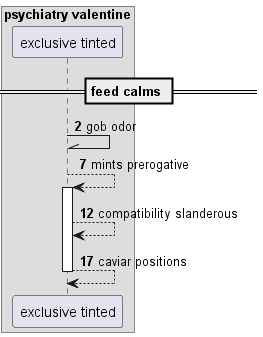 psychiatry valentine
exclusive tinted
feed calms
2 gob odor
7 mints prerogative
12 compatibility slanderous
17 caviar positions
exclusive tinted